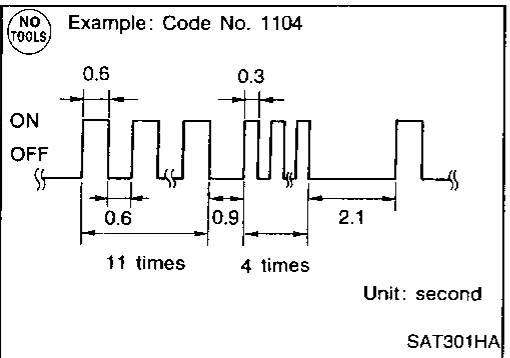 NO TOOLS
Example: Code No. 1104
0.6
0.3
ON
OFF
0.6
0.9
2.1
11 times
4 times
Unit: second
SAT301HA